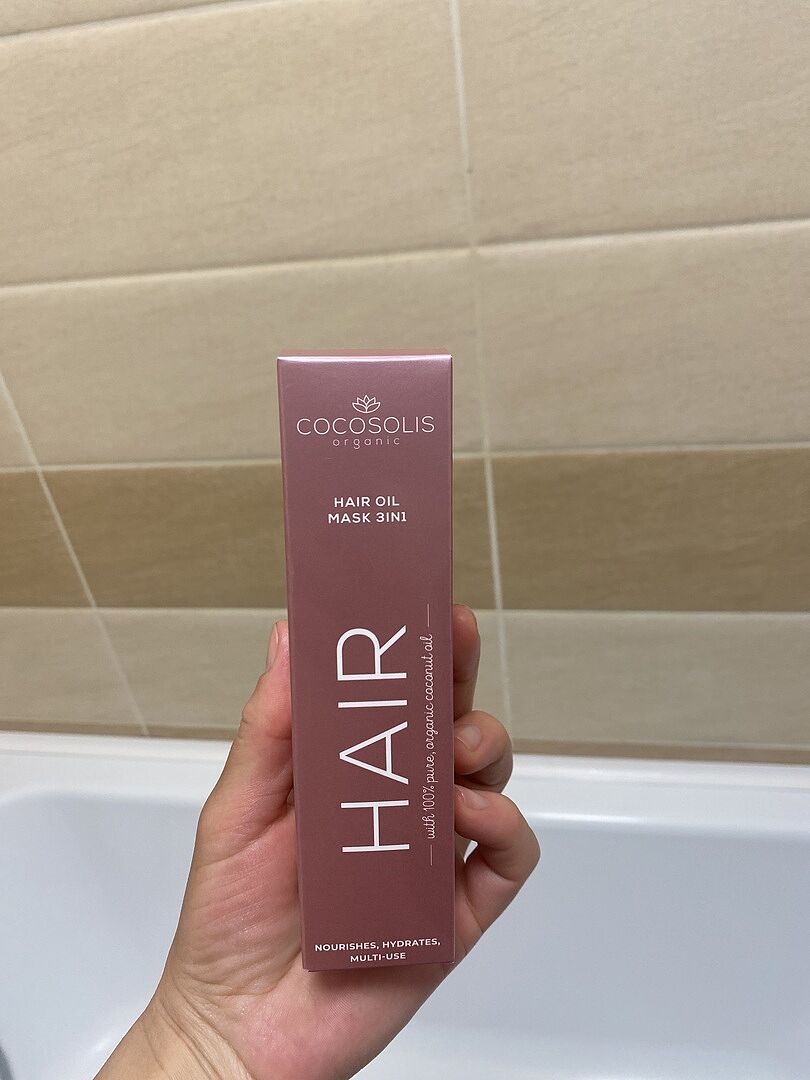 COCOSOLIS
organic
HAIR OIL
MASK 3IN1
HAIR
with 100% pure, organic coconut oil
NOURISHES, HYDRATES,
MULTI-USE